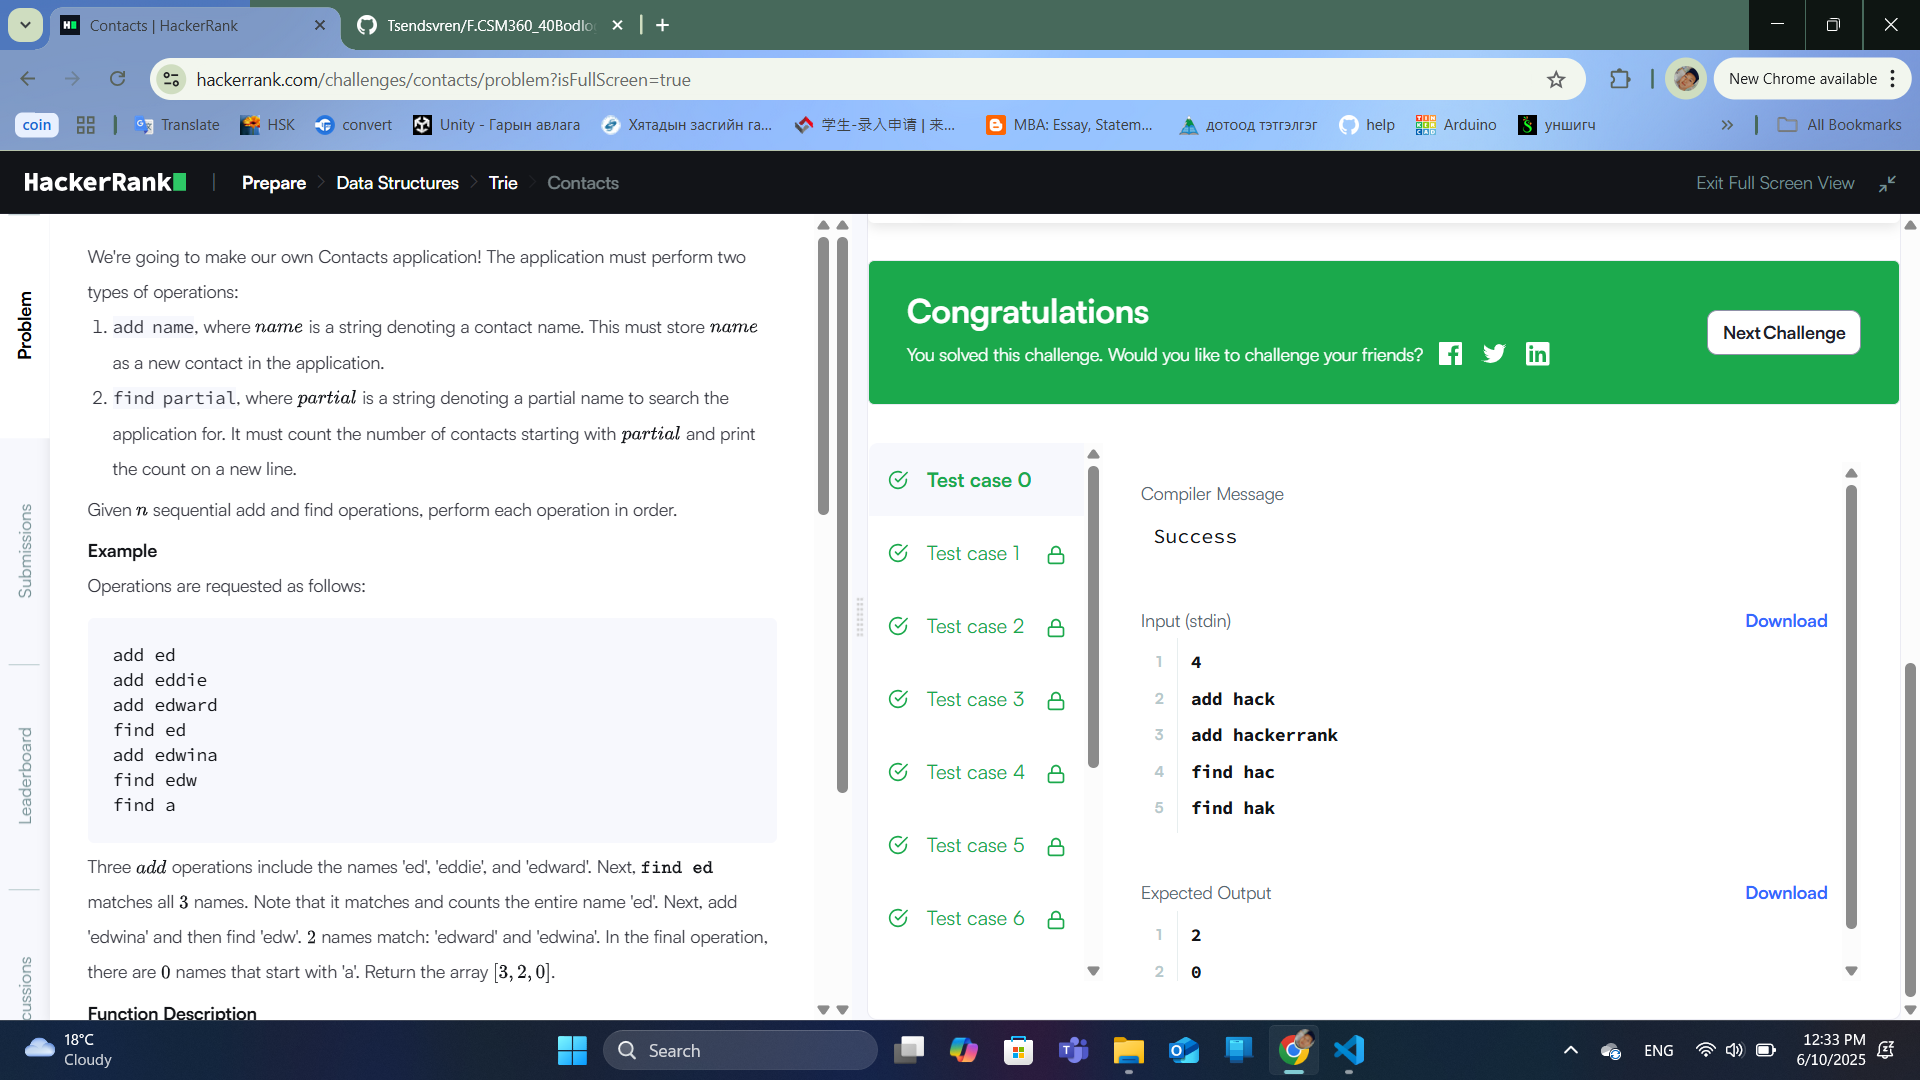 Contacts | HackerRank
Tsendsvren/F.CSM360_40Bodlo
hackerrank.com/challenges/contacts/problem?isFullScreen=true
New Chrome available
coin
Translate
HSK
convert
Unity - Гарын авлага
Хятадын засгийн га...
学生-录入申请 | 来...
MBA: Essay, Statem...
дотоод тэтгэлгэг
help
Arduino
уншигч
All Bookmarks
HackerRank
Prepare
Data Structures
Trie
Contacts
Exit Full Screen View
Problem
Submissions
Leaderboard
cussions
We're going to make our own Contacts application! The application must perform two
types of operations:
1. add name, where name is a string denoting a contact name. This must store name
as a new contact in the application.
2. find partial, where partial is a string denoting a partial name to search the
application for. It must count the number of contacts starting with partial and print
the count on a new line.
Given n sequential add and find operations, perform each operation in order.
Example
Operations are requested as follows:
add ed
add eddie
add edward
find ed
add edwina
find edw
find a
Three add operations include the names 'ed', 'eddie', and 'edward'. Next, find ed
matches all 3 names. Note that it matches and counts the entire name 'ed'. Next, add
'edwina' and then find 'edw'. 2 names match: 'edward' and 'edwina'. In the final operation,
there are 0 names that start with 'a'. Return the array [3, 2, 0].
Function Description
Congratulations
You solved this challenge. Would you like to challenge your friends?
Next Challenge
Test case 0
Test case 1
Test case 2
Test case 3
Test case 4
Test case 5
Test case 6
Compiler Message
Success
Input (stdin)
Download
1 4
2 add hack
3 add hackerrank
4 find hac
5 find hak
Expected Output
Download
1 2
2 0
18°C
Cloudy
Search
ENG
12:33 PM
6/10/2025